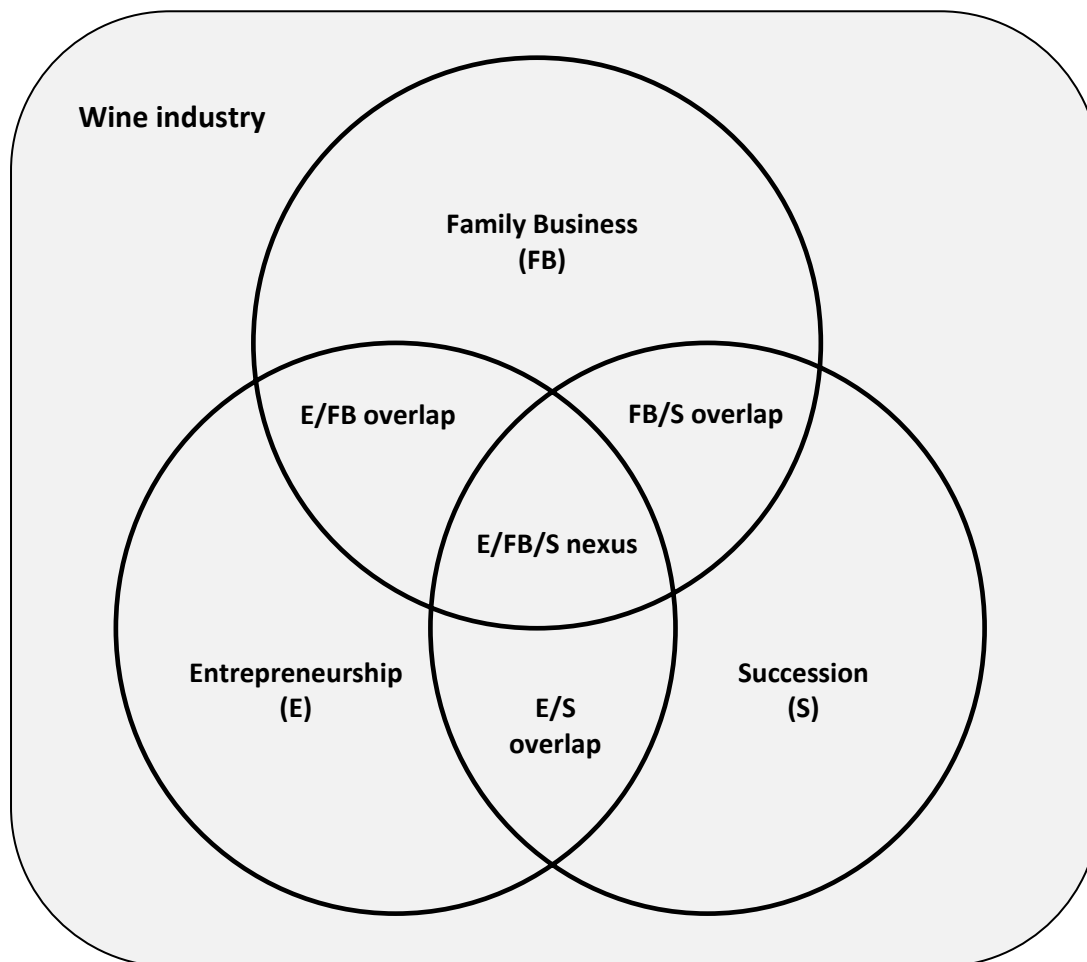 Wine industry
Family Business
(FB)
E/FB overlap
FB/S overlap
E/FB/S nexus
Entrepreneurship
(E)
Succession
(S)
E/S
overlap